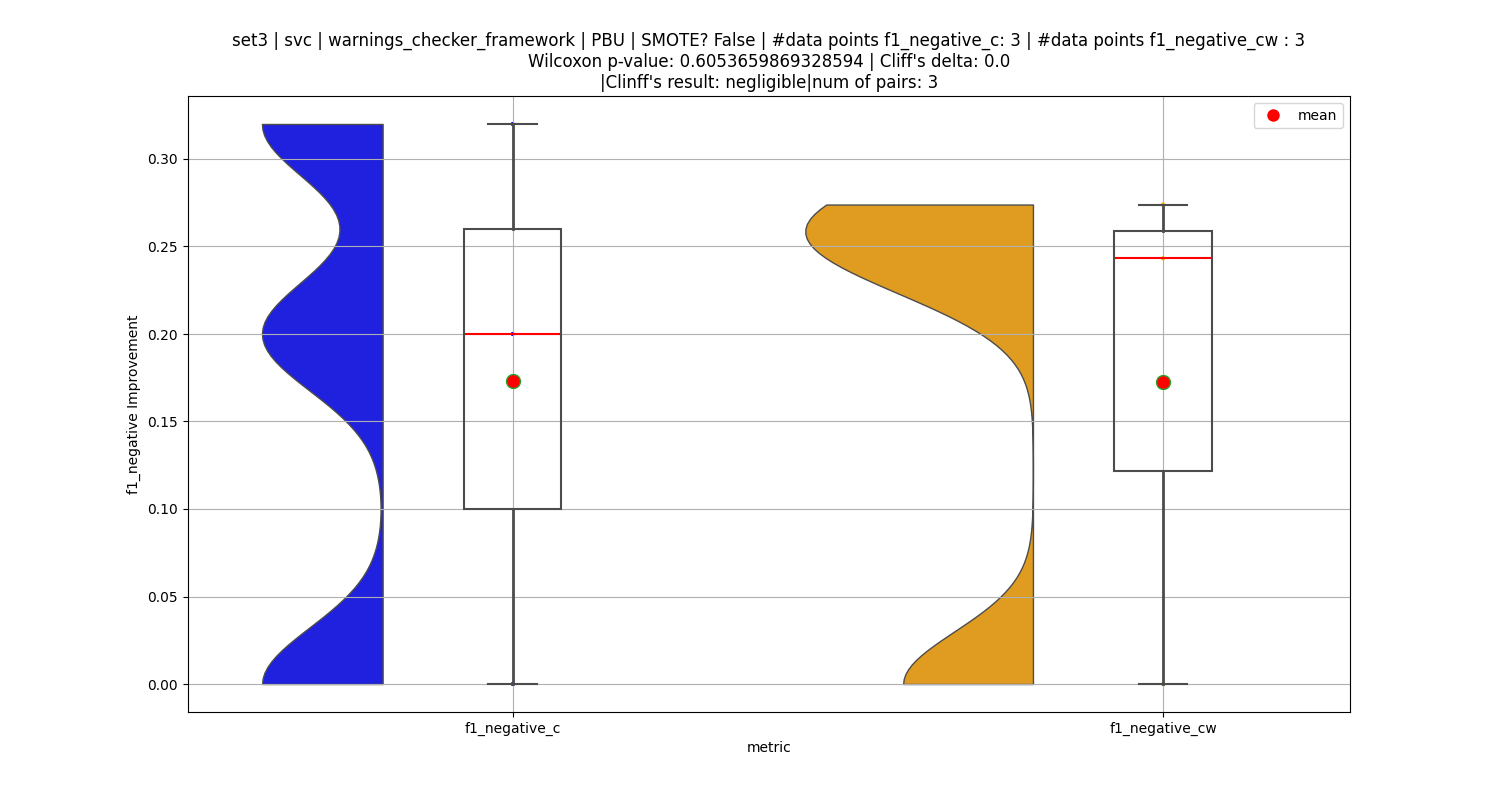 set3 | svc | warnings_checker_framework | PBU | SMOTE? False | #data points f1_negative_c: 3 | #data points f1_negative_cw : 3
Wilcoxon p-value: 0.6053659869328594 | Cliff's delta: 0.0
|Clinff's result: negligible|num of pairs: 3
mean
0.30
0.25
0.20
0.15
0.10
0.05
0.00
f1_negative Improvement
f1_negative_c
f1_negative_cw
metric